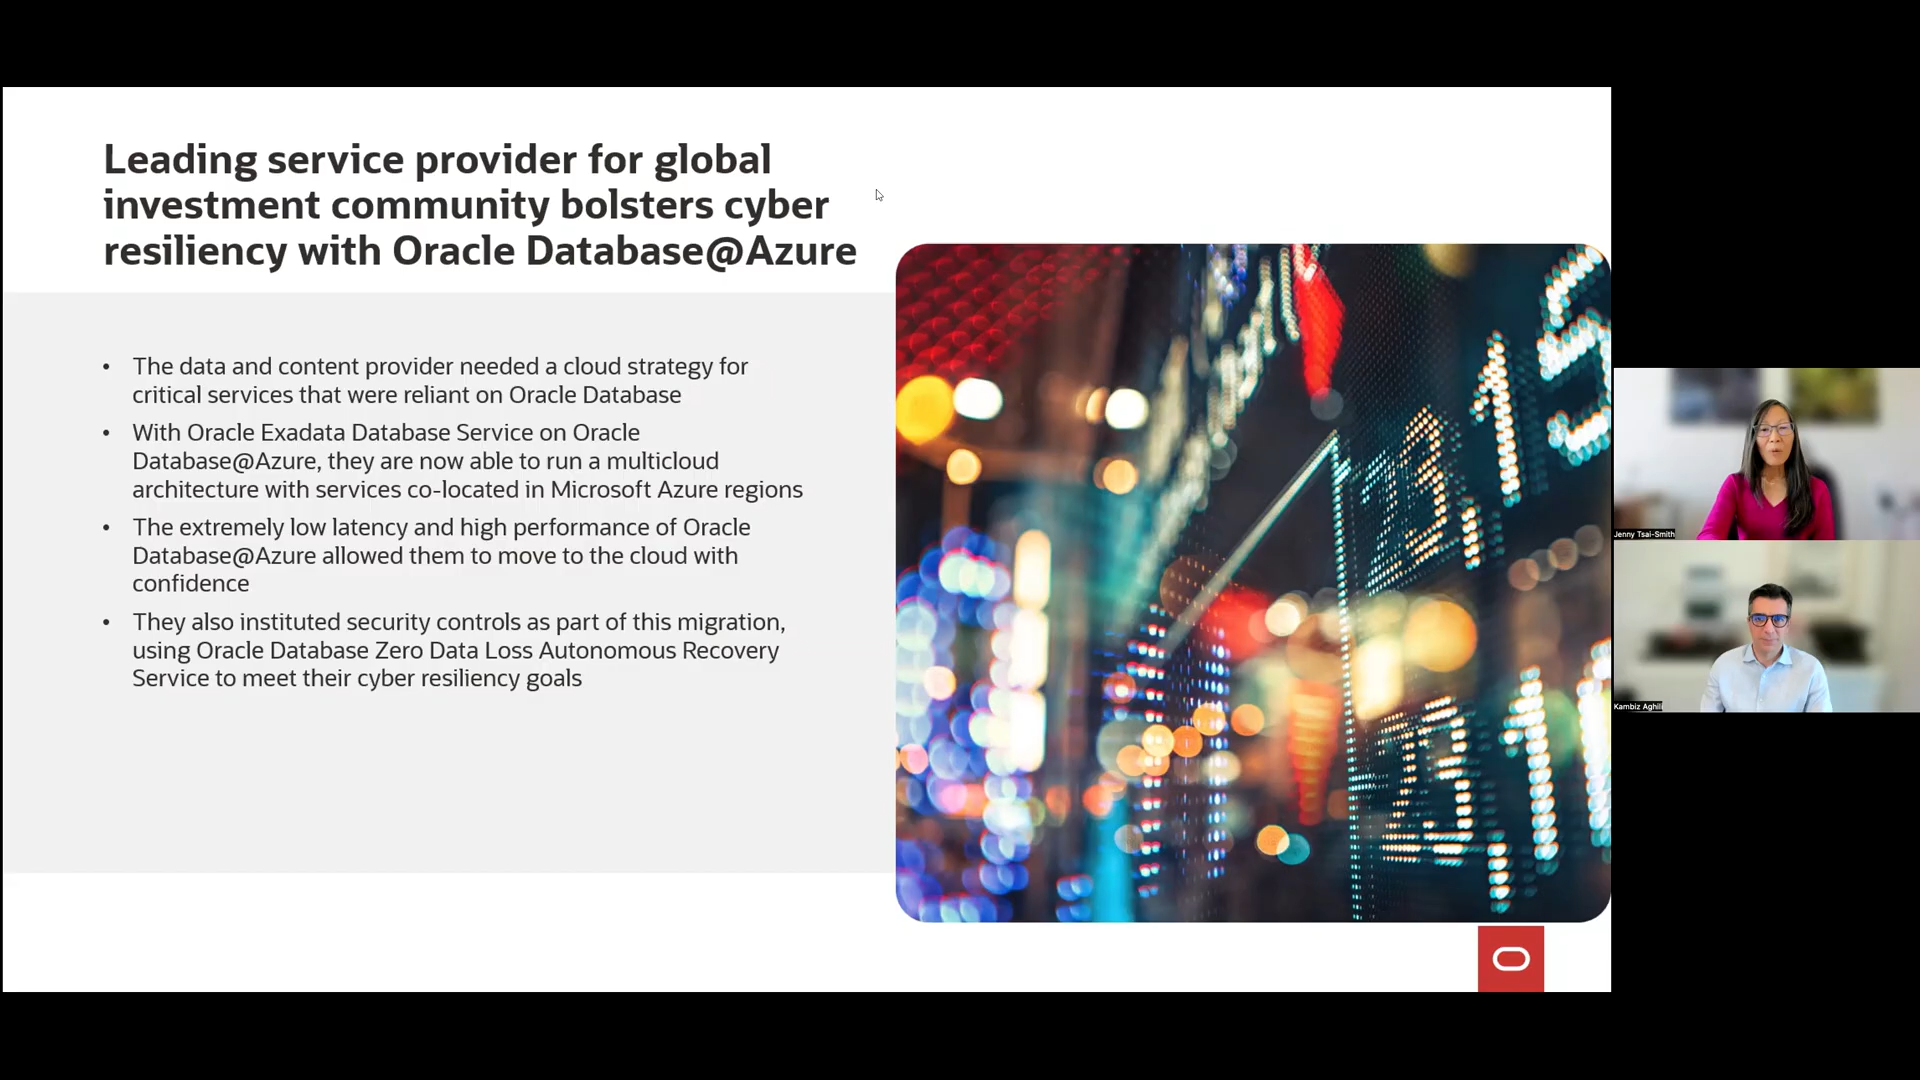 Leading service provider for global
investment community bolsters cyber
resiliency with Oracle Database@Azure
• The data and content provider needed a cloud strategy for
critical services that were reliant on Oracle Database
• With Oracle Exadata Database Service on Oracle
Database@Azure, they are now able to run a multicloud
architecture with services co-located in Microsoft Azure regions
• The extremely low latency and high performance of Oracle
Database@Azure allowed them to move to the cloud with
confidence
• They also instituted security controls as part of this migration,
using Oracle Database Zero Data Loss Autonomous Recovery
Service to meet their cyber resiliency goals
Jenny Tsai-Smith
Kambiz Aghili